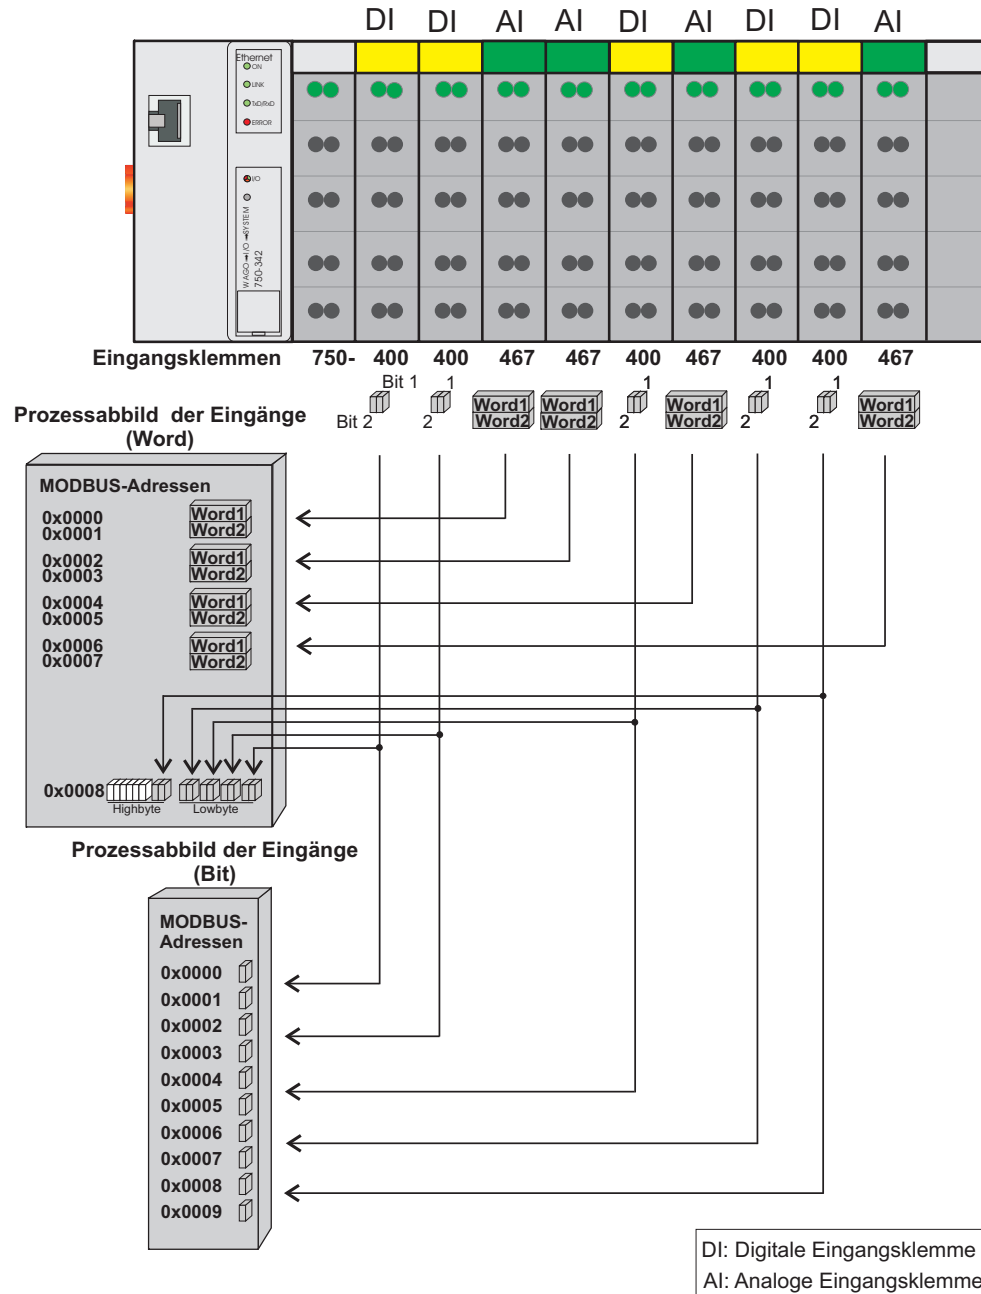 DI DI AI AI DI AI DI DI AI
Ethernet
ON
LINK
TxD/RxD
ERROR
I/O
WAGO I/O SYSTEM
750-342
Eingangsklemmen 750- 400 400 467 467 400 467 400 400 467
Bit 1 1 1 1 1
Word1 Word1 Word1 Word1
Bit 2 2 Word2 Word2 2 Word2 2 2 Word2
Prozessabbild der Eingänge
(Word)
MODBUS-Adressen
0x0000 Word1
0x0001 Word2
0x0002 Word1
0x0003 Word2
0x0004 Word1
0x0005 Word2
0x0006 Word1
0x0007 Word2
0x0008
Highbyte Lowbyte
Prozessabbild der Eingänge
(Bit)
MODBUS-
Adressen
0x0000
0x0001
0x0002
0x0003
0x0004
0x0005
0x0006
0x0007
0x0008
0x0009
DI: Digitale Eingangsklemme
AI: Analoge Eingangsklemme